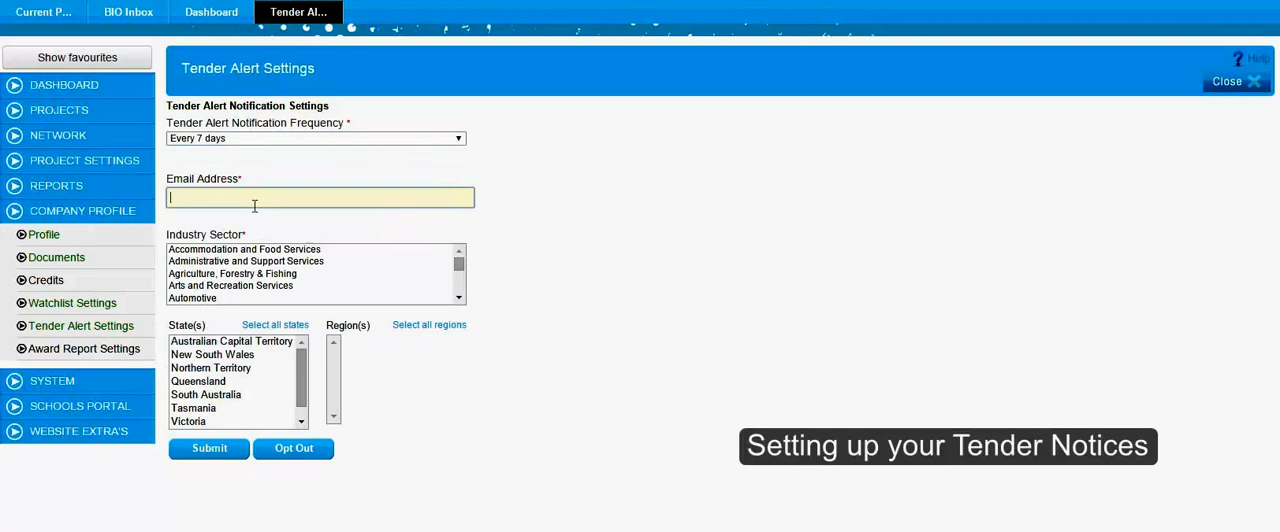 Current P...
BIO Inbox
Dashboard
Tender Al...
Show favourites
DASHBOARD
PROJECTS
NETWORK
PROJECT SETTINGS
REPORTS
COMPANY PROFILE
Profile
Documents
Credits
Watchlist Settings
Tender Alert Settings
Award Report Settings
SYSTEM
SCHOOLS PORTAL
WEBSITE EXTRA'S
Tender Alert Settings
? Help
Close
Tender Alert Notification Settings
Tender Alert Notification Frequency *
Every 7 days
Email Address*
Industry Sector*
Accommodation and Food Services
Administrative and Support Services
Agriculture, Forestry & Fishing
Arts and Recreation Services
Automotive
State(s) Select all states
Region(s) Select all regions
Australian Capital Territory
New South Wales
Northern Territory
Queensland
South Australia
Tasmania
Victoria
Submit
Opt Out
Setting up your Tender Notices